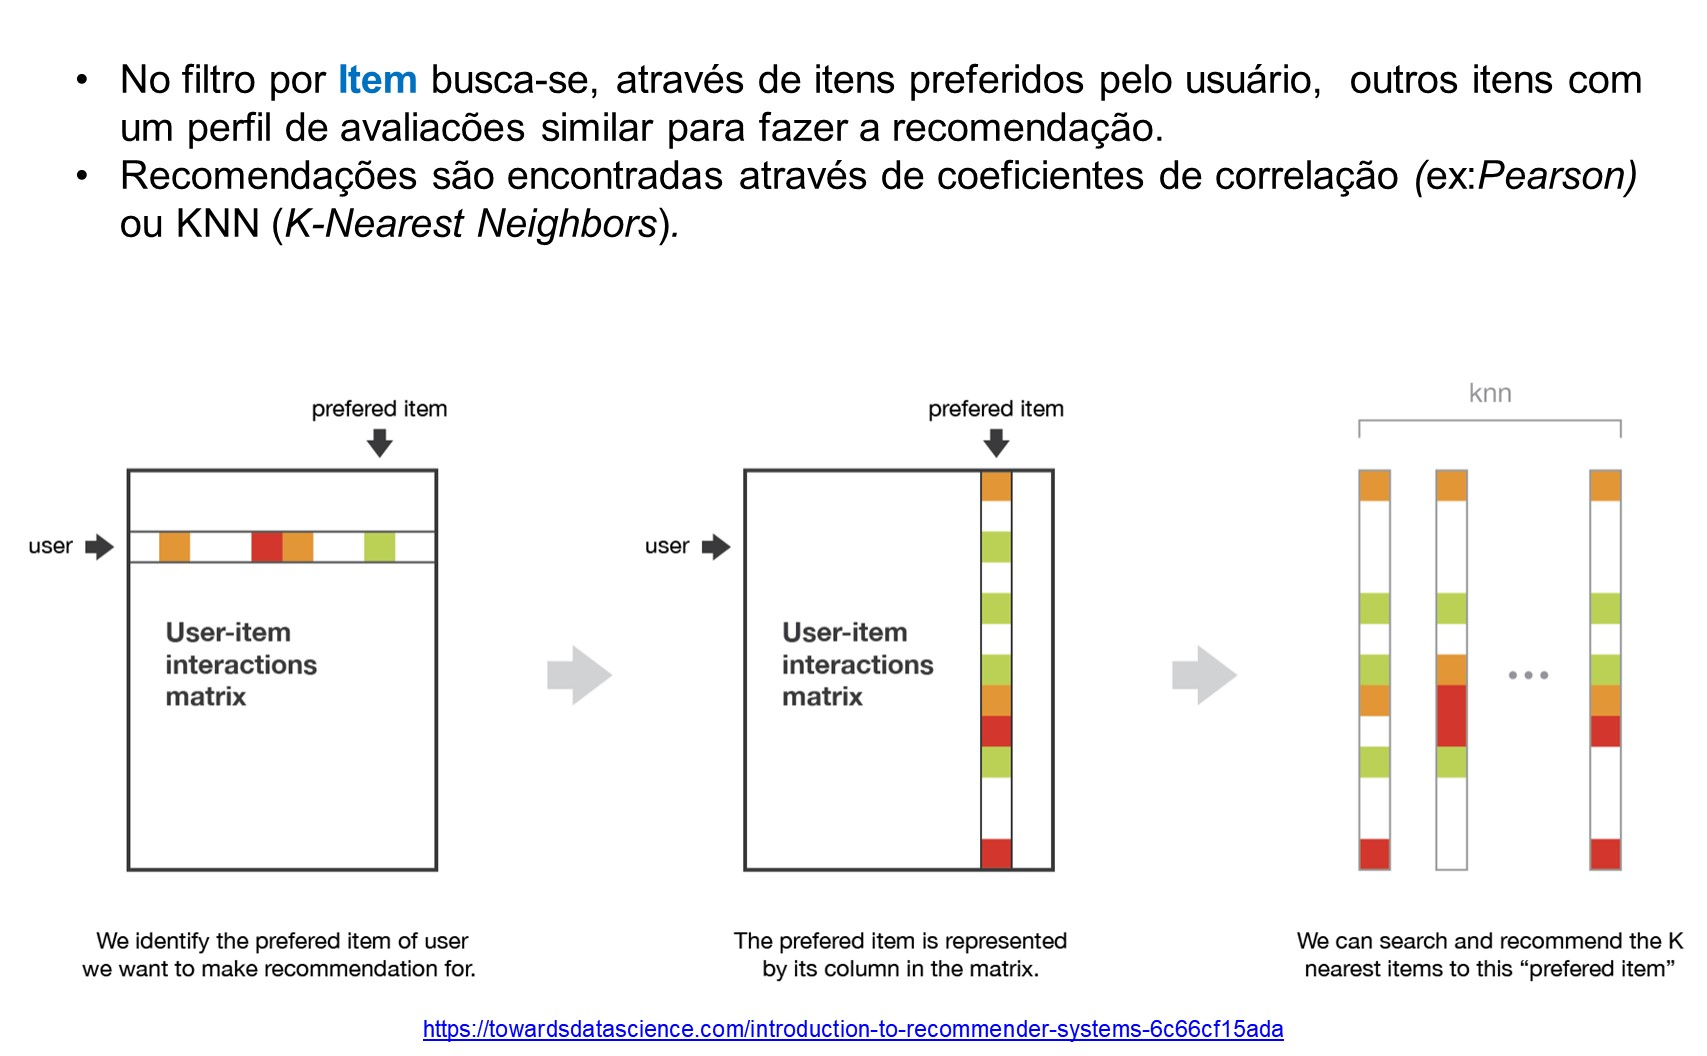 • No filtro por Item busca-se, através de itens preferidos pelo usuário, outros itens com
um perfil de avaliacões similar para fazer a recomendação.
• Recomendações são encontradas através de coeficientes de correlação (ex:Pearson)
ou KNN (K-Nearest Neighbors).
prefered item
user
User-item
interactions
matrix
We identify the prefered item of user
we want to make recommendation for.
prefered item
user
User-item
interactions
matrix
The prefered item is represented
by its column in the matrix.
knn
We can search and recommend the K
nearest items to this “prefered item”
https://towardsdatascience.com/introduction-to-recommender-systems-6c66cf15ada